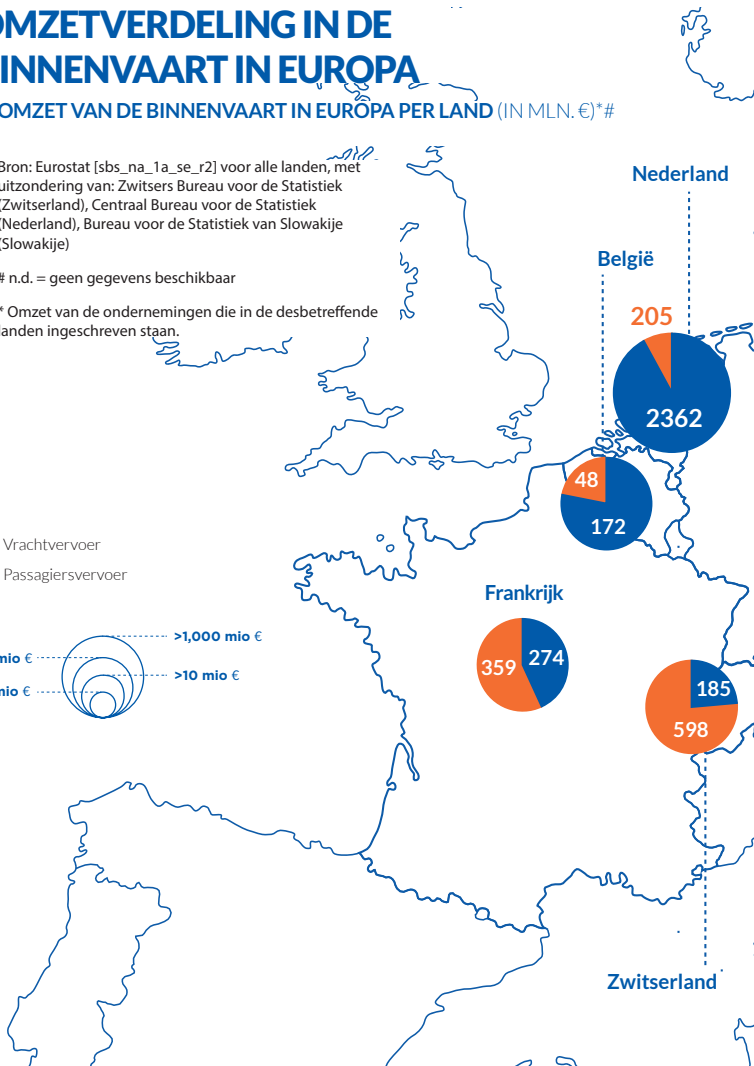 OMZETVERDELING IN DE
INNENVAART IN EUROPA
OMZET VAN DE BINNENVAART IN EUROPA PER LAND (IN MLN. €)*#
Bron: Eurostat [sbs_na_1a_se_r2] voor alle landen, met
uitzondering van: Zwitsers Bureau voor de Statistiek
(Zwitserland), Centraal Bureau voor de Statistiek
(Nederland), Bureau voor de Statistiek van Slowakije
(Slowakije)
# n.d. = geen gegevens beschikbaar
* Omzet van de ondernemingen die in de desbetreffende
landen ingeschreven staan.
Nederland
België
205
2362
48
172
Vrachtvervoer
Passagiersvervoer
Frankrijk
>1,000 mio €
mio €
>10 mio €
mio €
359 274
185
598
Zwitserland